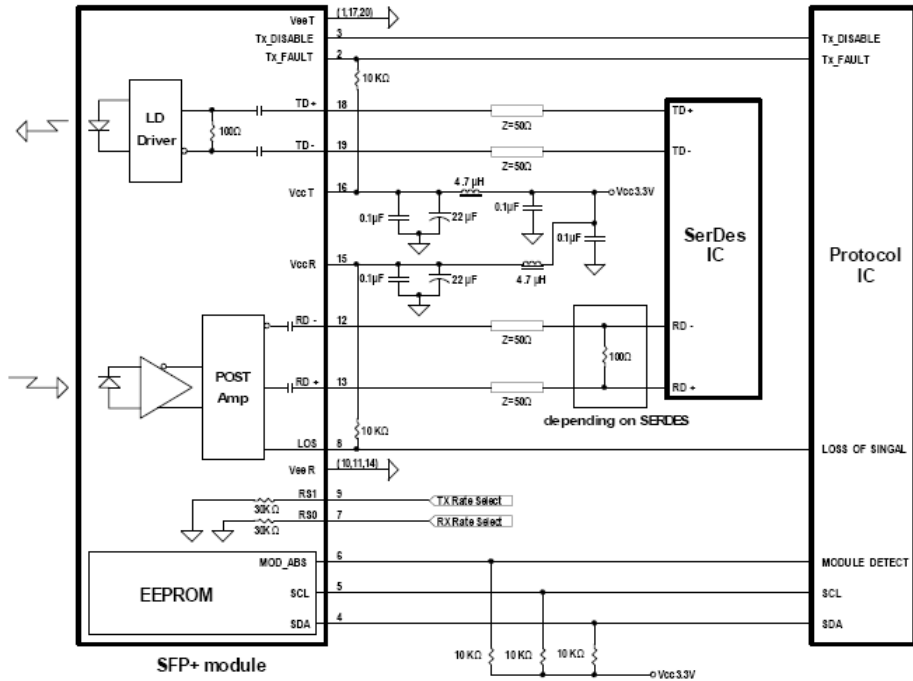 VeeT (1,17,20)
Tx_DISABLE 3 Tx_DISABLE
Tx_FAULT 2 Tx_FAULT
10 KΩ
LD
Driver
100Ω
TD+ 18 TD+
Z=50Ω
TD - 19 TD -
Z=50Ω
VccT 16
4.7 µH
Vcc3.3V
0.1µF
22 µF
0.1µF
0.1µF
SerDes
IC
Protocol
IC
VccR 15
0.1µF
22 µF
4.7 µH
RD - 12 RD -
Z=50Ω
100Ω
POST
Amp
RD + 13 RD +
Z=50Ω
depending on SERDES
10 KΩ
LOS 8 LOSS OF SINGAL
VeeR (10,11,14)
RS1 9 TX Rate Select
30KΩ
RS0 7 RX Rate Select
30KΩ
MOD_ABS 6 MODULE DETECT
EEPROM
SCL 5 SCL
SDA 4 SDA
10 KΩ 10 KΩ 10 KΩ
Vcc3.3V
SFP+ module